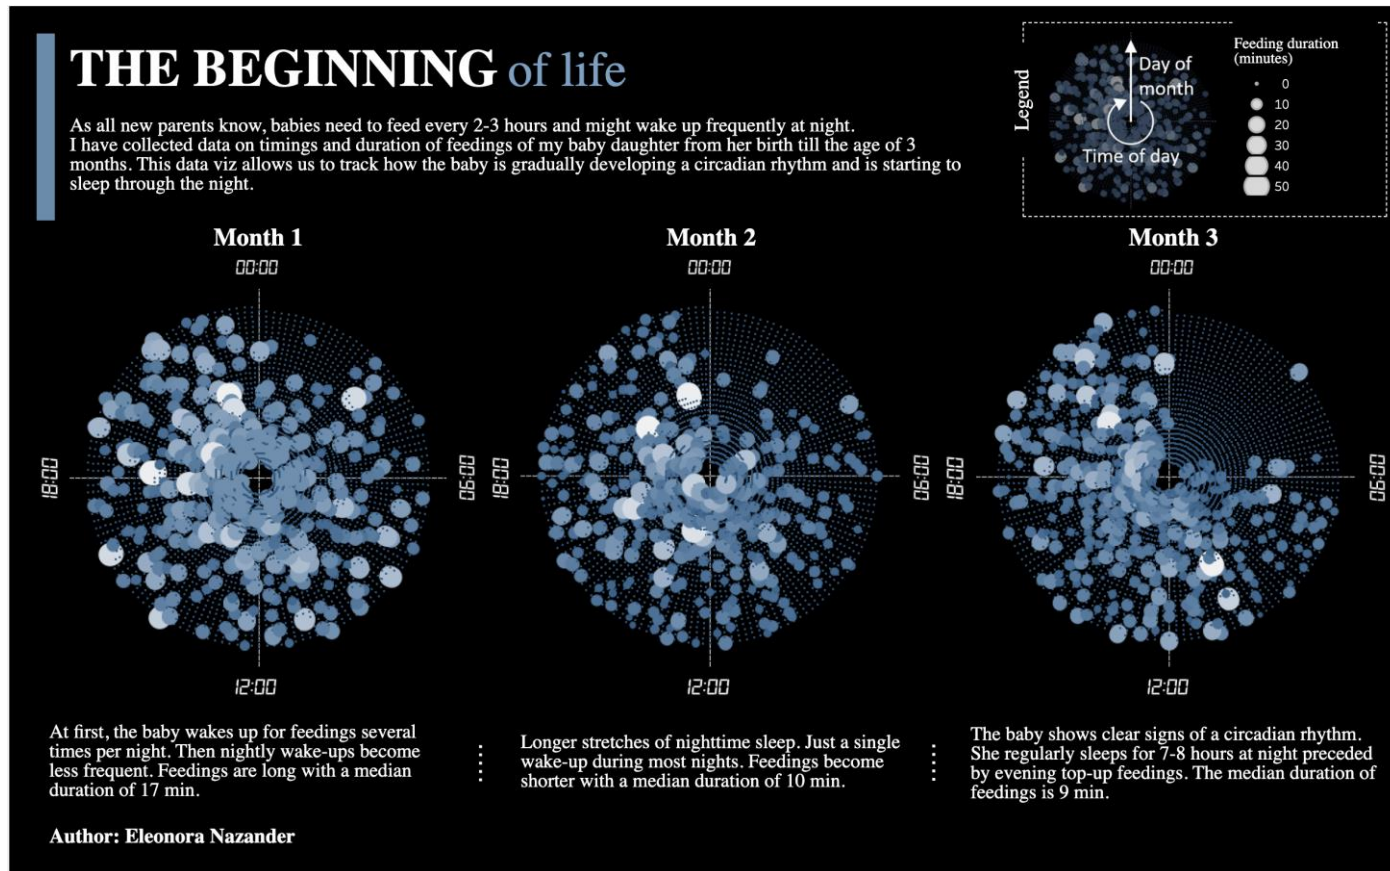 THE BEGINNING of life
As all new parents know, babies need to feed every 2-3 hours and might wake up frequently at night.
I have collected data on timings and duration of feedings of my baby daughter from her birth till the age of 3
months. This data viz allows us to track how the baby is gradually developing a circadian rhythm and is starting to
sleep through the night.
Legend
Day of
month
Time of day
Feeding duration
(minutes)
0
10
20
30
40
50
Month 1
00:00
18:00
06:00
12:00
Month 2
00:00
18:00
06:00
12:00
Month 3
00:00
18:00
06:00
12:00
At first, the baby wakes up for feedings several
times per night. Then nightly wake-ups become
less frequent. Feedings are long with a median
duration of 17 min.
Longer stretches of nighttime sleep. Just a single
wake-up during most nights. Feedings become
shorter with a median duration of 10 min.
The baby shows clear signs of a circadian rhythm.
She regularly sleeps for 7-8 hours at night preceded
by evening top-up feedings. The median duration of
feedings is 9 min.
Author: Eleonora Nazander